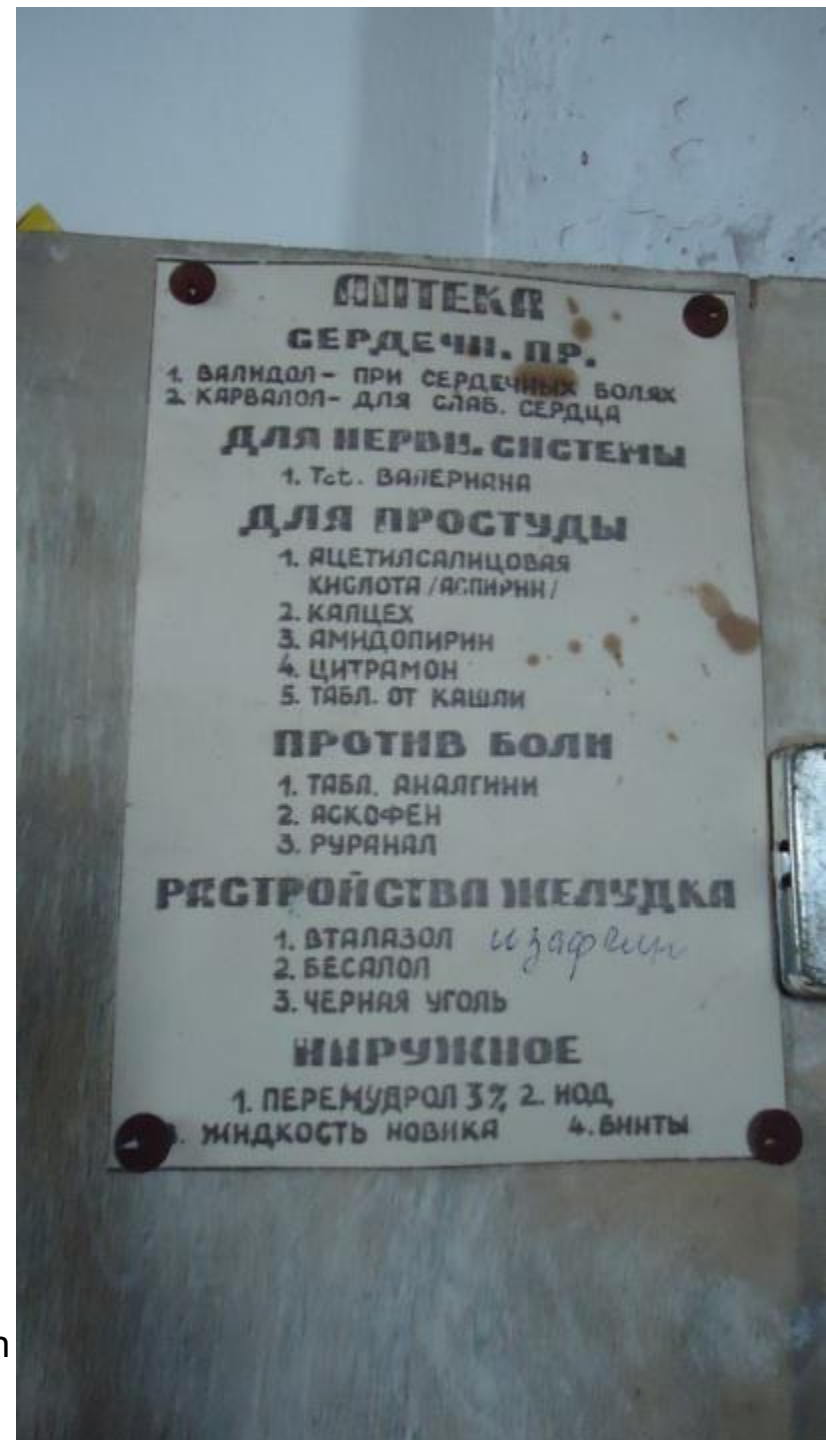 АПТЕКА
СЕРДЕЧН. ПР.
1. ВАЛИДОЛ – ПРИ СЕРДЕЧНЫХ БОЛЯХ
2. КАРВАЛОЛ – ДЛЯ СЛАБ. СЕРДЦА
ДЛЯ НЕРВН. СИСТЕМЫ
1. Tct. ВАЛЕРИАНА
ДЛЯ ПРОСТУДЫ
1. АЦЕТИЛСАЛИЦОВАЯ
КИСЛОТА /АСПИРИН/
2. КАЛЦЕХ
3. АМИДОПИРИН
4. ЦИТРАМОН
5. ТАБЛ. ОТ КАШЛИ
ПРОТИВ БОЛИ
1. ТАБЛ. АНАЛГИНИ
2. АСКОФЕН
3. РУРАНАЛ
РАСТРОЙСТВА ЖЕЛУДКА
1. ВТАЛАЗОЛ
2. БЕСАЛОЛ
3. ЧЕРНАЯ УГОЛЬ
НАРУЖНОЕ
1. ПЕРЕМУДРОЛ 3% 2. ИОД
3. ЖИДКОСТЬ НОВИКА 4. БИНТЫ